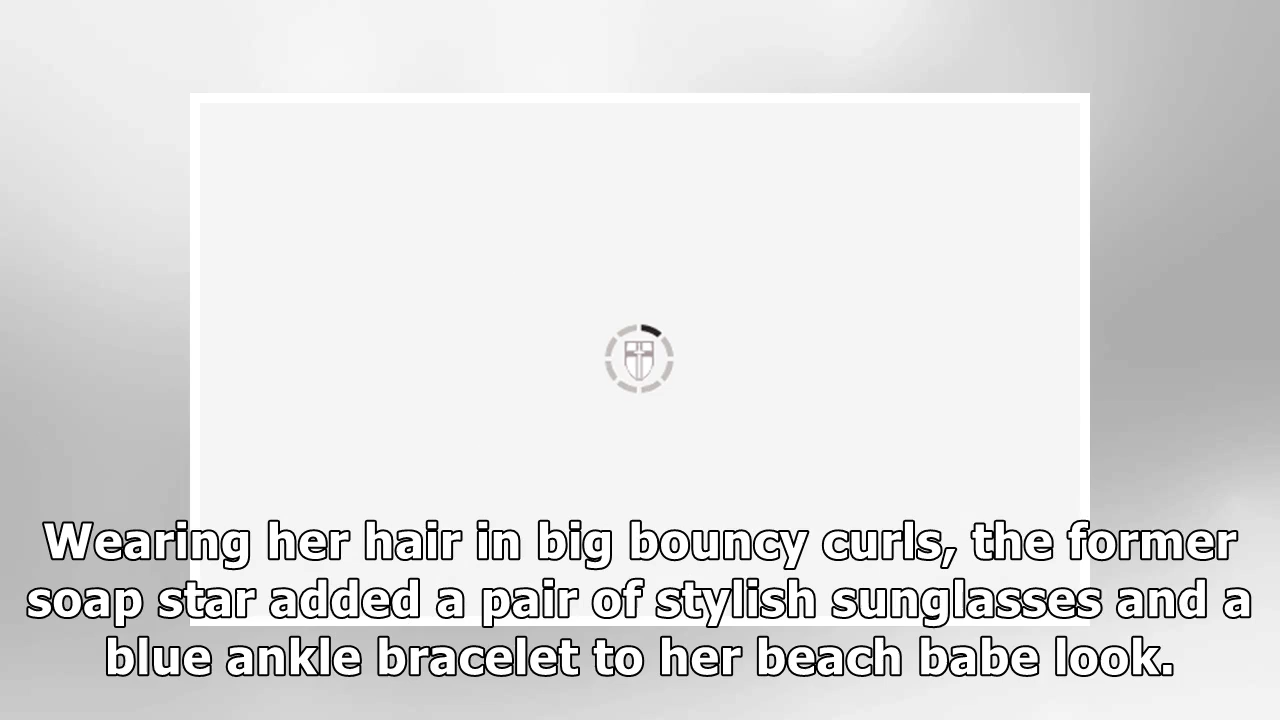 Wearing her hair in big bouncy curls, the former
soap star added a pair of stylish sunglasses and a
blue ankle bracelet to her beach babe look.